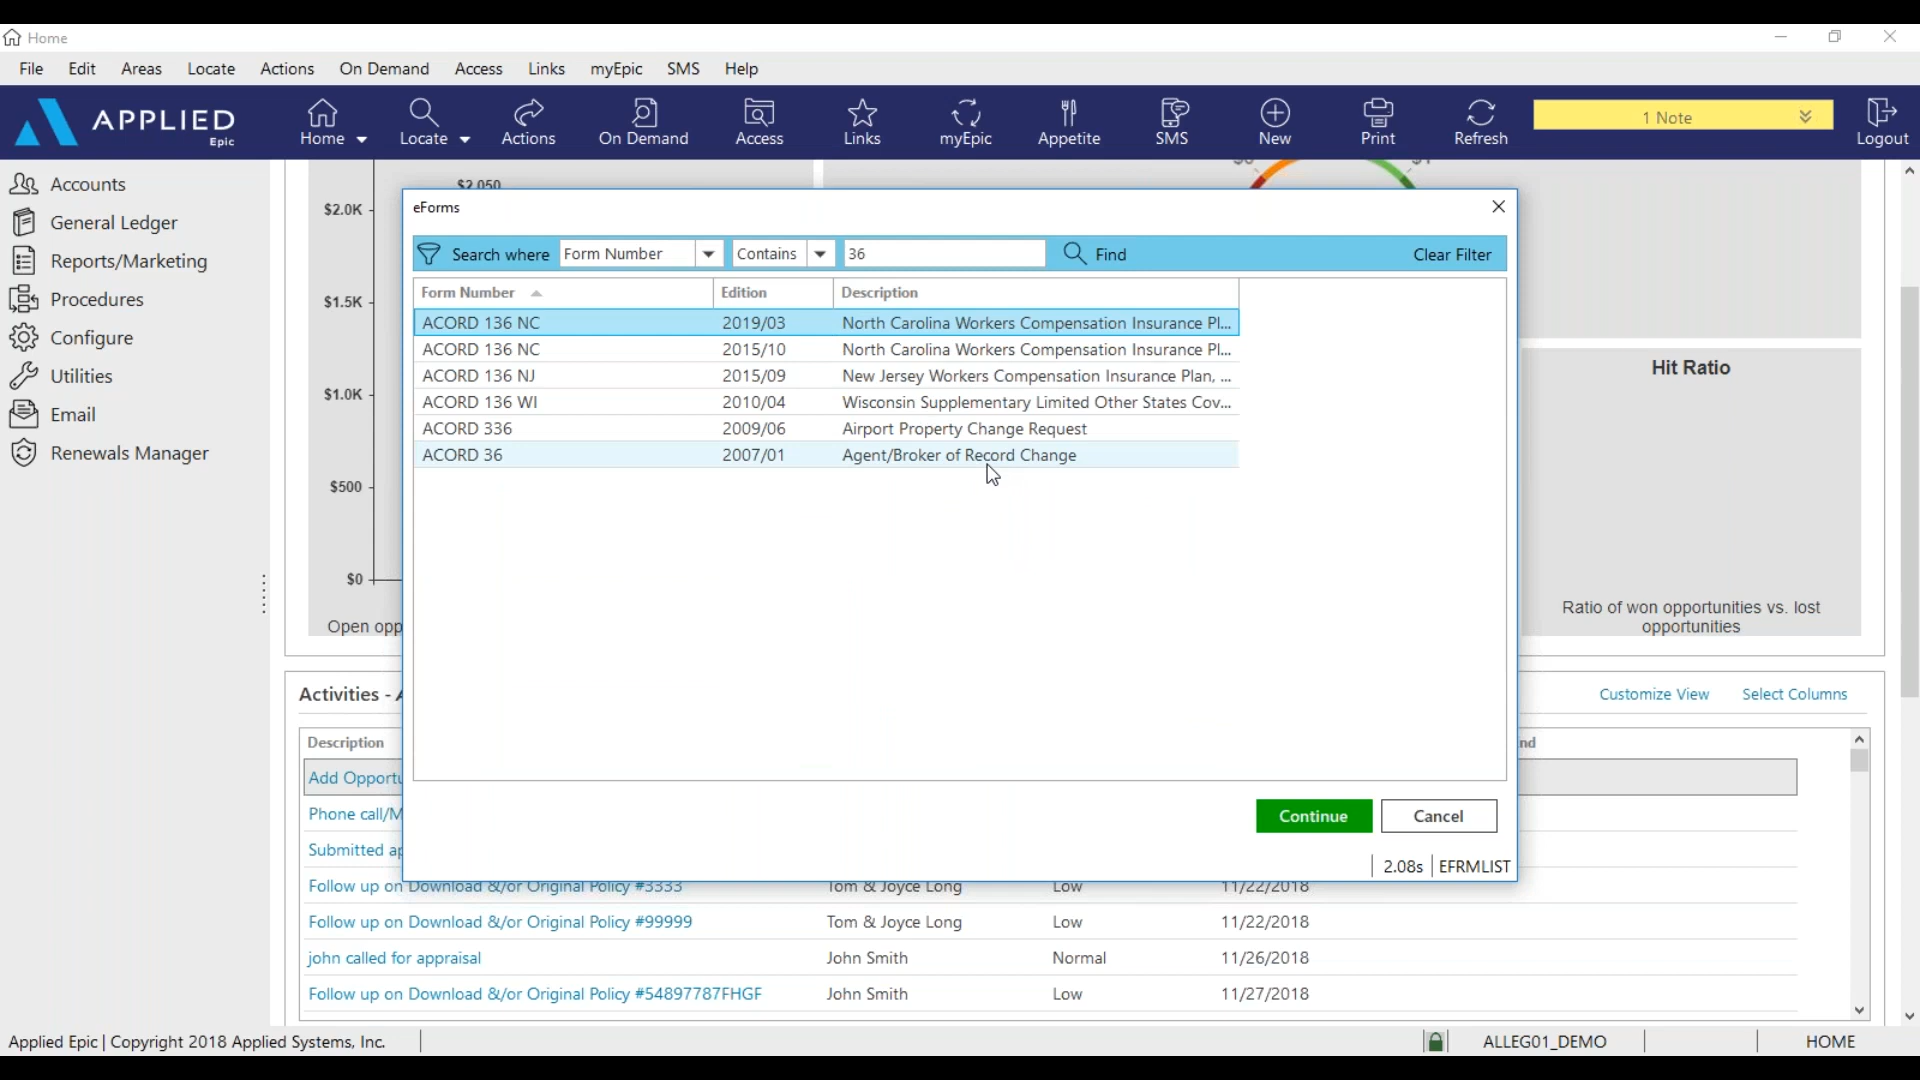 Home
File Edit Areas Locate Actions On Demand Access Links myEpic SMS Help
APPLIED
Epic
Home Locate Actions On Demand Access Links myEpic Appetite SMS New Print Refresh 1 Note Logout
Accounts
General Ledger
Reports/Marketing
Procedures
Configure
Utilities
Email
Renewals Manager
$2,050
$2.0K
$1.5K
$1.0K
$500
$0
Open opp
eForms
Search where Form Number Contains 36 Find Clear Filter
Form Number Edition Description
ACORD 136 NC 2019/03 North Carolina Workers Compensation Insurance Pl...
ACORD 136 NC 2015/10 North Carolina Workers Compensation Insurance Pl...
ACORD 136 NJ 2015/09 New Jersey Workers Compensation Insurance Plan, ...
ACORD 136 WI 2010/04 Wisconsin Supplementary Limited Other States Cov...
ACORD 336 2009/06 Airport Property Change Request
ACORD 36 2007/01 Agent/Broker of Record Change
Continue Cancel
2.08s EFRMLIST
Hit Ratio
Ratio of won opportunities vs. lost
opportunities
Activities -
Customize View Select Columns
Description nd
Add Opportu
Phone call/M
Submitted ap
Follow up on Download &/or Original Policy #3333 Tom & Joyce Long Low 11/22/2018
Follow up on Download &/or Original Policy #99999 Tom & Joyce Long Low 11/22/2018
john called for appraisal John Smith Normal 11/26/2018
Follow up on Download &/or Original Policy #54897787FHGF John Smith Low 11/27/2018
Applied Epic | Copyright 2018 Applied Systems, Inc. ALLEG01_DEMO HOME